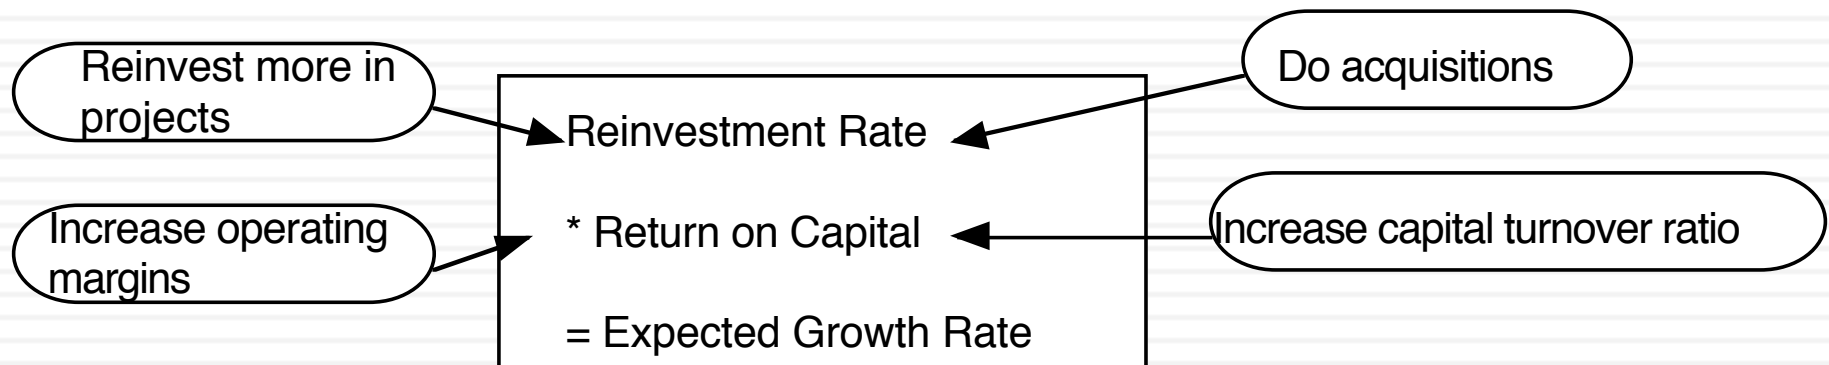 Reinvest more in
projects
Do acquisitions
Reinvestment Rate
Increase operating
margins
* Return on Capital
Increase capital turnover ratio
= Expected Growth Rate